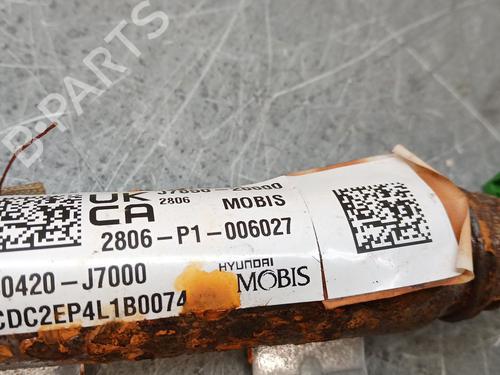 UK
CA
2806 MOBIS
2806-P1-006027
0420-J7000
CDC2EP4L1B0074
HYUNDAI
MOBIS
B-PARTS